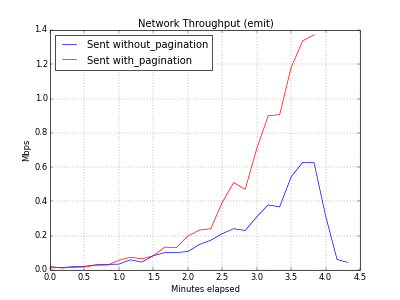 Network Throughput (emit)
1.4
1.2
1.0
0.8
0.6
0.4
0.2
0.0
Mbps
Sent without_pagination
Sent with_pagination
0.0 0.5 1.0 1.5 2.0 2.5 3.0 3.5 4.0 4.5
Minutes elapsed